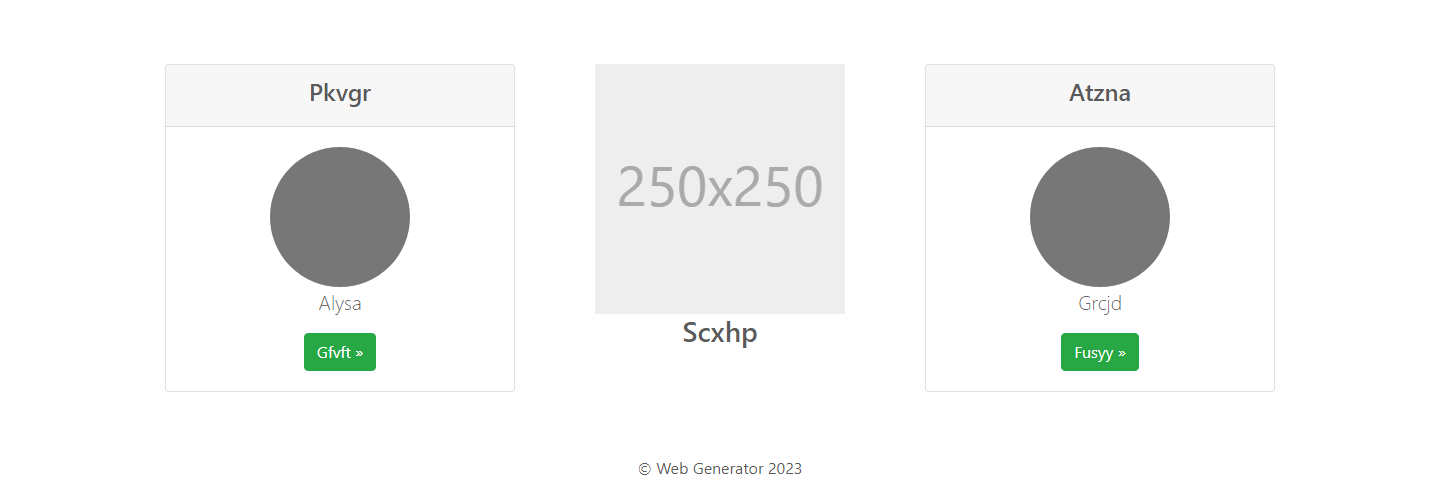 Pkvgr
Alysa
Gfvft »
250x250
Scxhp
Atzna
Grcjd
Fusyy »
© Web Generator 2023